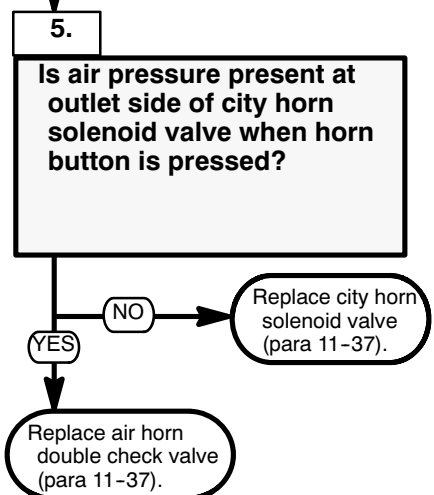 5.
Is air pressure present at
outlet side of city horn
solenoid valve when horn
button is pressed?
NO
Replace city horn
solenoid valve
(para 11-37).
YES
Replace air horn
double check valve
(para 11-37).